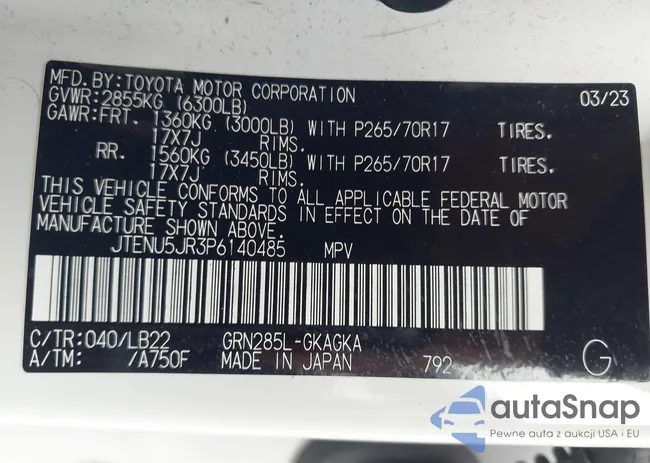 MFD. BY: TOYOTA MOTOR CORPORATION 03/23
GVWR: 2855KG (6300LB)
GAWR: FRT. 1360KG (3000LB) WITH P265/70R17 TIRES.
17X7J RIMS.
RR. 1560KG (3450LB) WITH P265/70R17 TIRES.
17X7J RIMS.
THIS VEHICLE CONFORMS TO ALL APPLICABLE FEDERAL MOTOR
VEHICLE SAFETY STANDARDS IN EFFECT ON THE DATE OF
MANUFACTURE SHOWN ABOVE.
JTENU5JR3P6140485 MPV
C/TR: 040/LB22 GRN285L-GKAGKA
A/TM: /A750F MADE IN JAPAN 792 G
autaSnap
Pewne auta z aukcji USA i EU